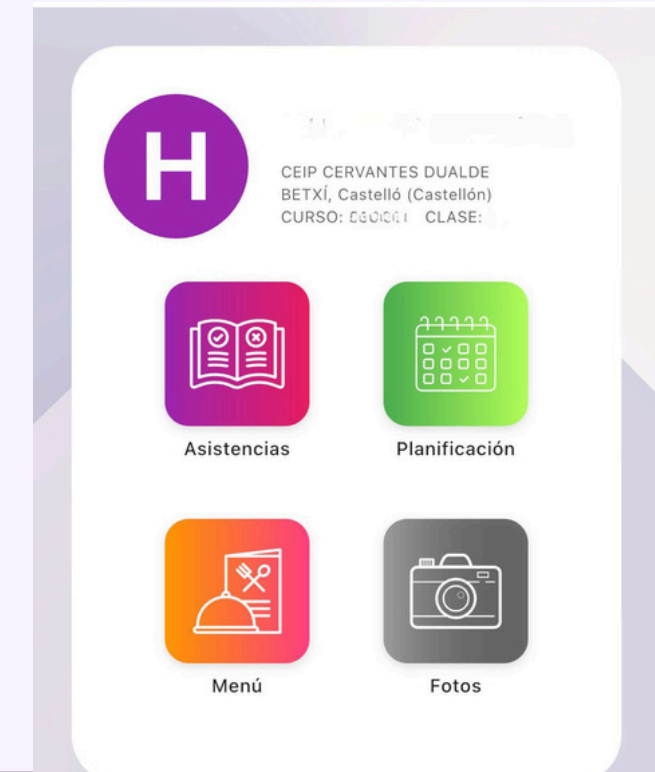 H
CEIP CERVANTES DUALDE
BETXÍ, Castelló (Castellón)
CURSO: CLASE:
Asistencias
Planificación
Menú
Fotos